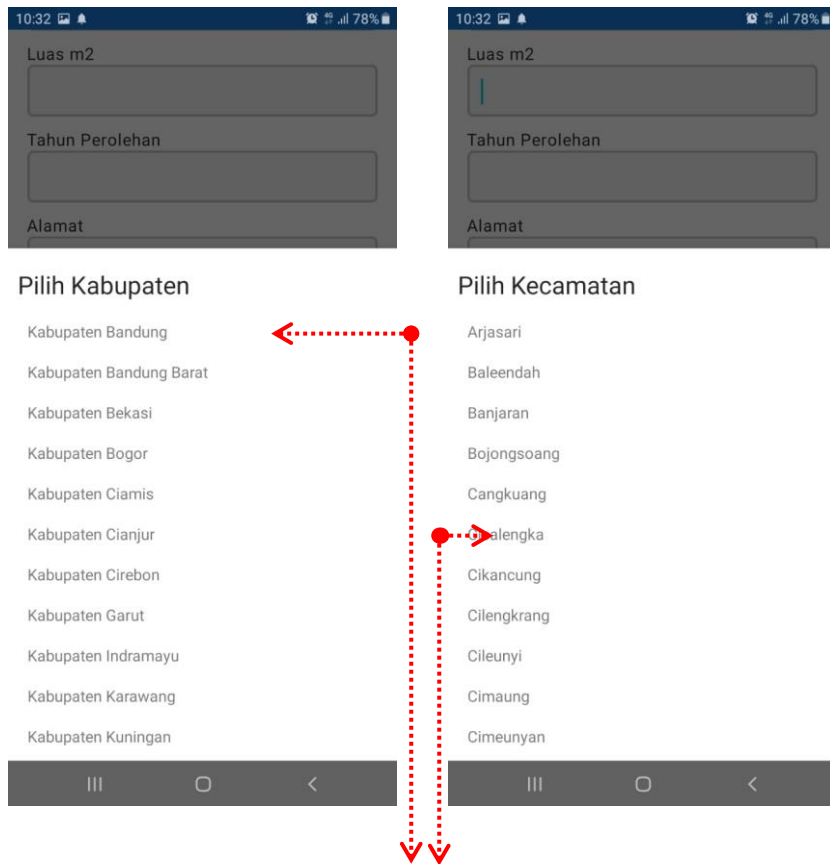 10:32 78%
Luas m2
Tahun Perolehan
Alamat
Pilih Kabupaten
Kabupaten Bandung
Kabupaten Bandung Barat
Kabupaten Bekasi
Kabupaten Bogor
Kabupaten Ciamis
Kabupaten Cianjur
Kabupaten Cirebon
Kabupaten Garut
Kabupaten Indramayu
Kabupaten Karawang
Kabupaten Kuningan
10:32 78%
Luas m2
Tahun Perolehan
Alamat
Pilih Kecamatan
Arjasari
Baleendah
Banjaran
Bojongsoang
Cangkuang
Cikancung
Cilengkrang
Cileunyi
Cimaung
Cimeunyan